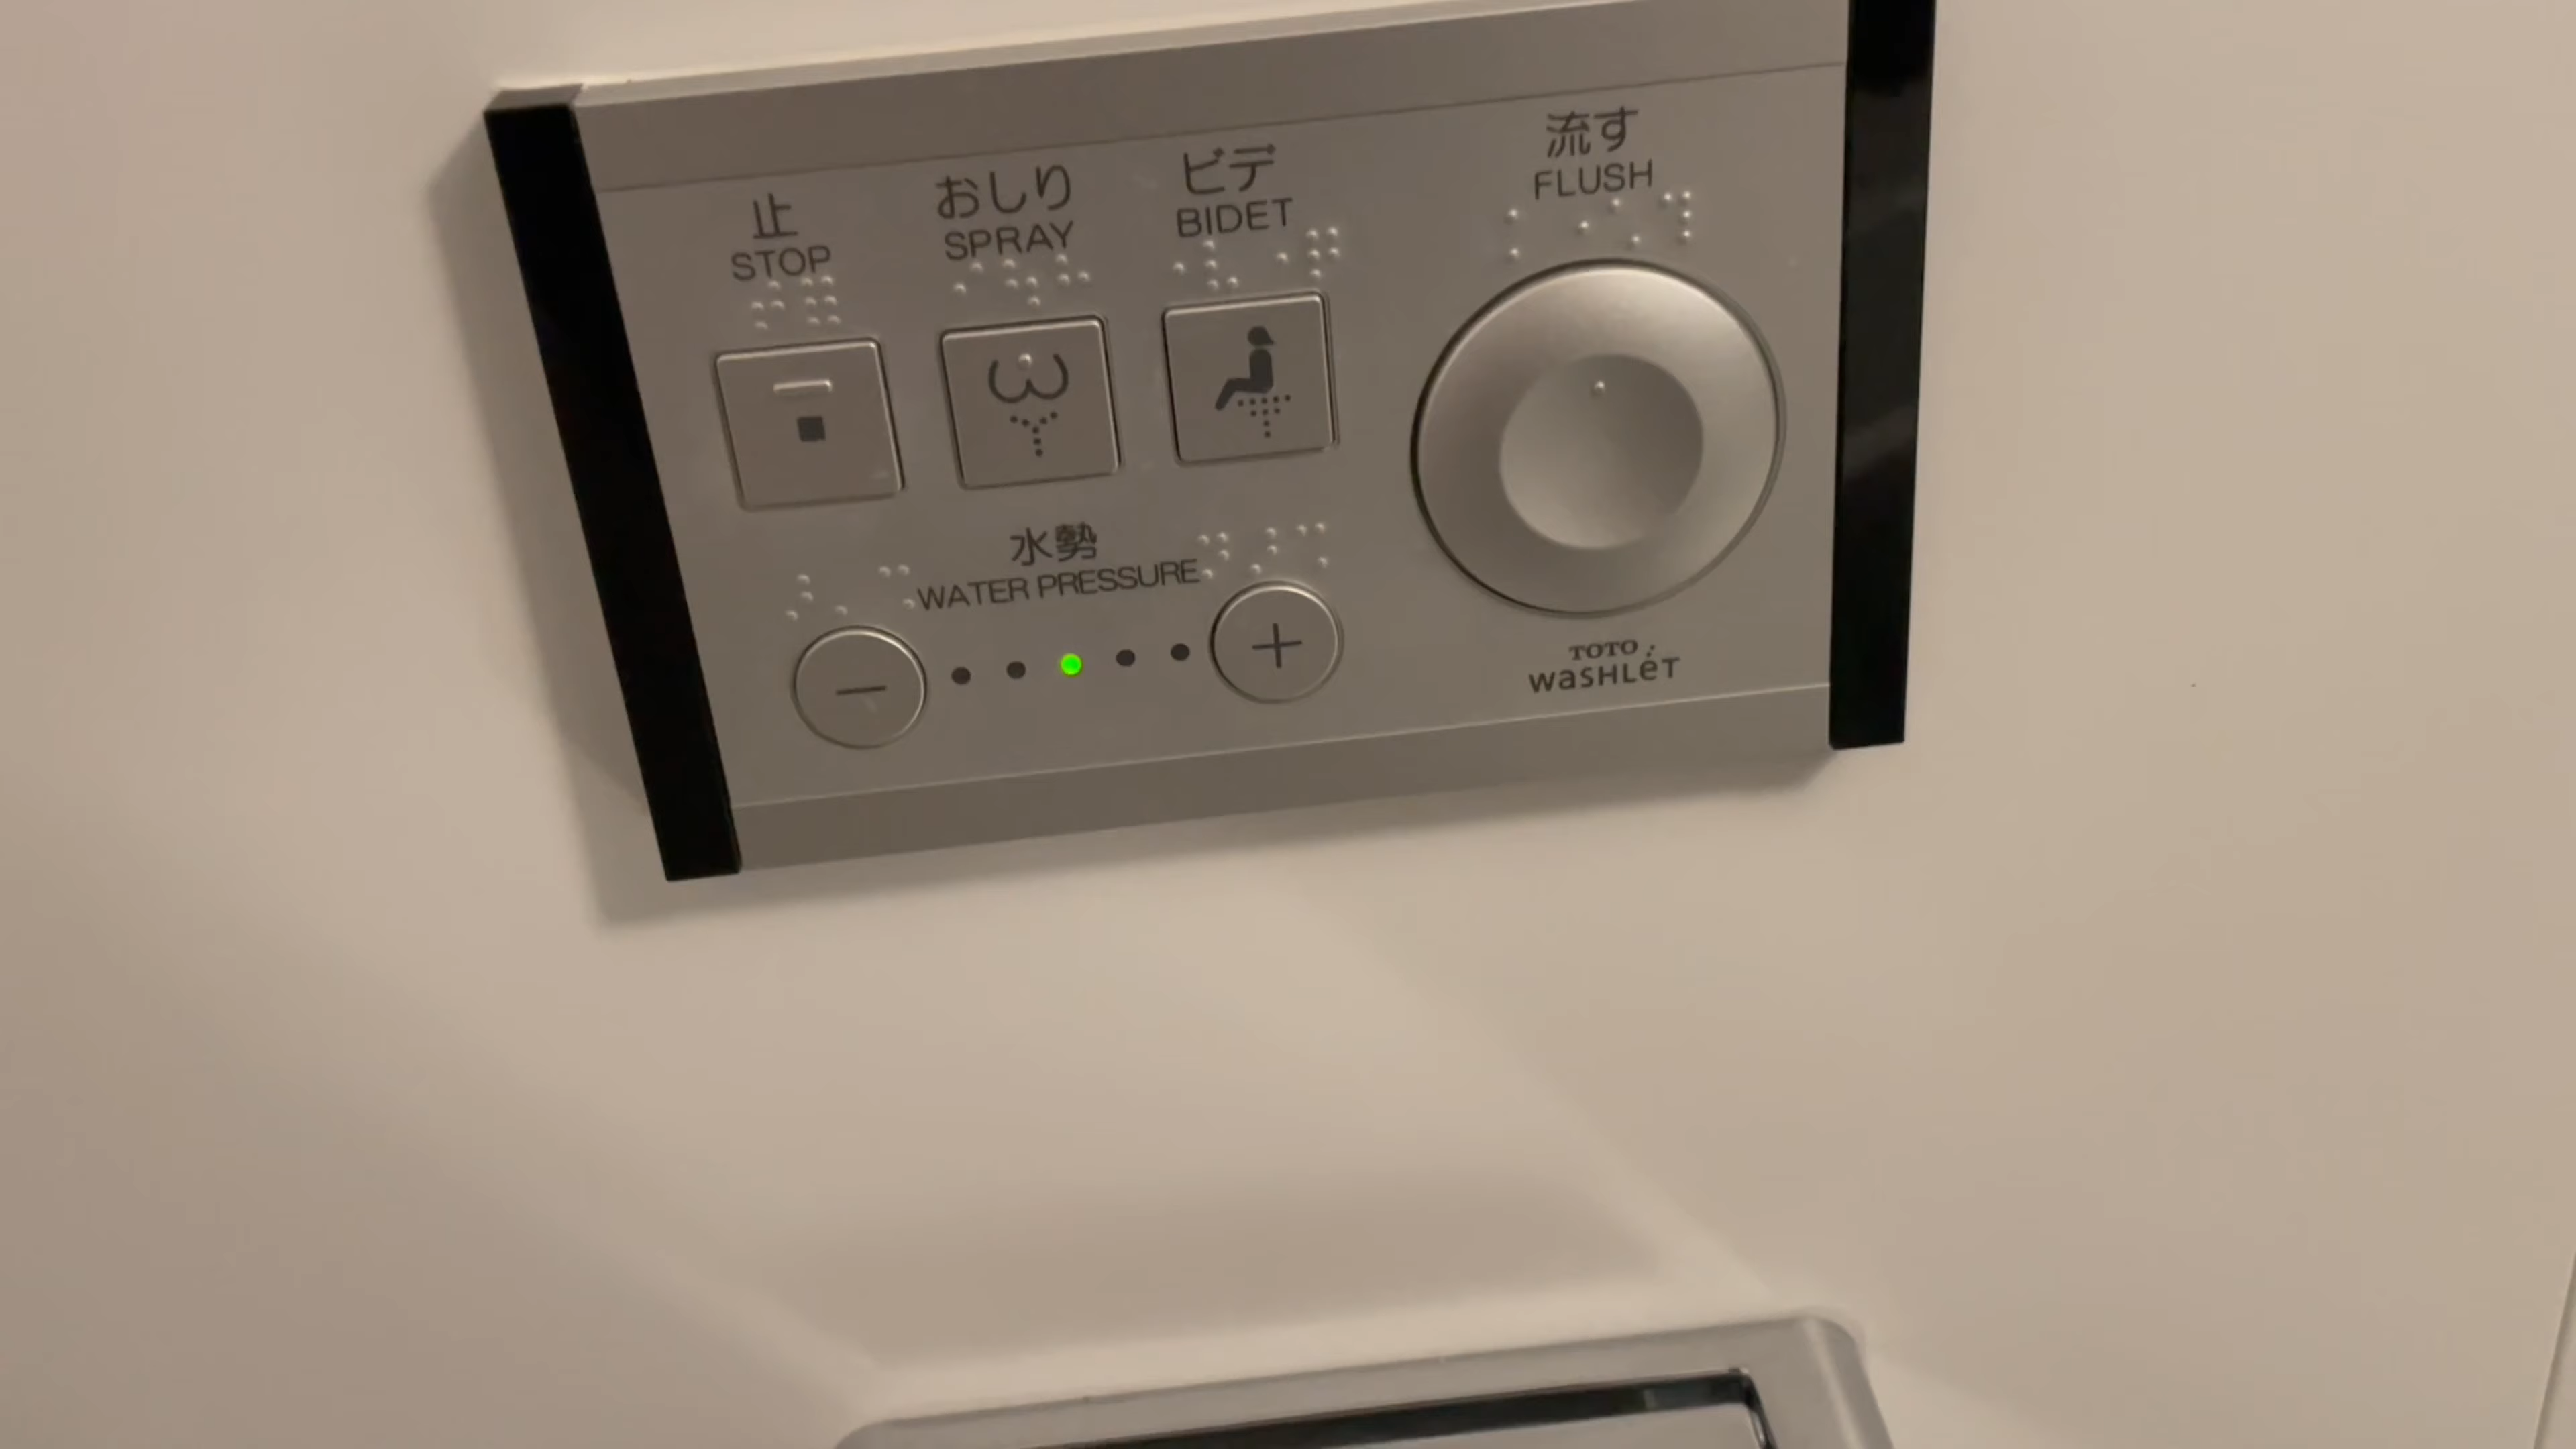 止
STOP
おしり
SPRAY
ビデ
BIDET
流す
FLUSH
水勢
WATER PRESSURE
−
+
TOTO
WASHLET